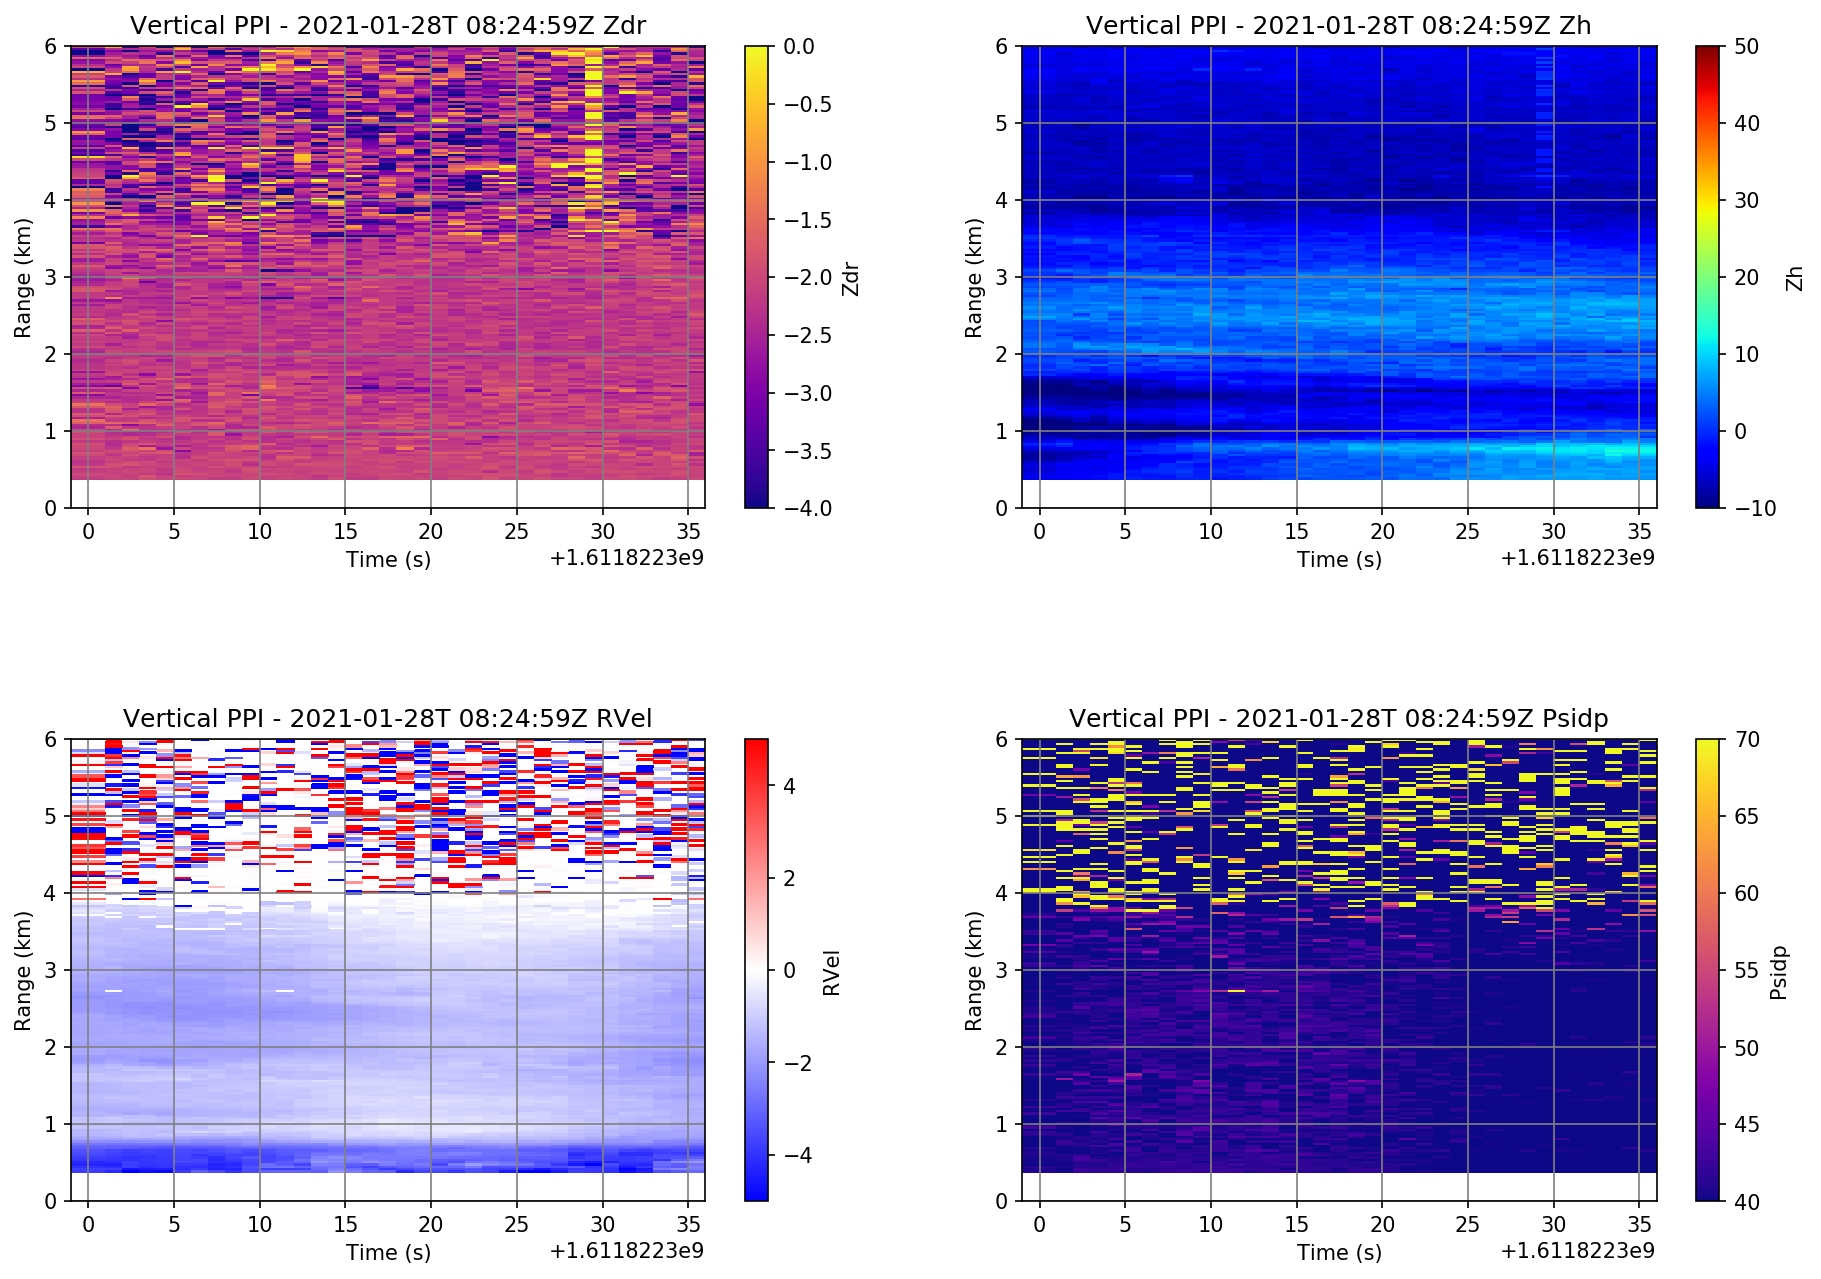 Vertical PPI - 2021-01-28T 08:24:59Z Zdr
6
5
4
3
2
1
0
Range (km)
0 5 10 15 20 25 30 35
Time (s)
+1.6118223e9
0.0
−0.5
−1.0
−1.5
−2.0
−2.5
−3.0
−3.5
−4.0
Zdr
Vertical PPI - 2021-01-28T 08:24:59Z Zh
6
5
4
3
2
1
0
Range (km)
0 5 10 15 20 25 30 35
Time (s)
+1.6118223e9
50
40
30
20
10
0
−10
Zh
Vertical PPI - 2021-01-28T 08:24:59Z RVel
6
5
4
3
2
1
0
Range (km)
0 5 10 15 20 25 30 35
Time (s)
+1.6118223e9
4
2
0
−2
−4
RVel
Vertical PPI - 2021-01-28T 08:24:59Z Psidp
6
5
4
3
2
1
0
Range (km)
0 5 10 15 20 25 30 35
Time (s)
+1.6118223e9
70
65
60
55
50
45
40
Psidp